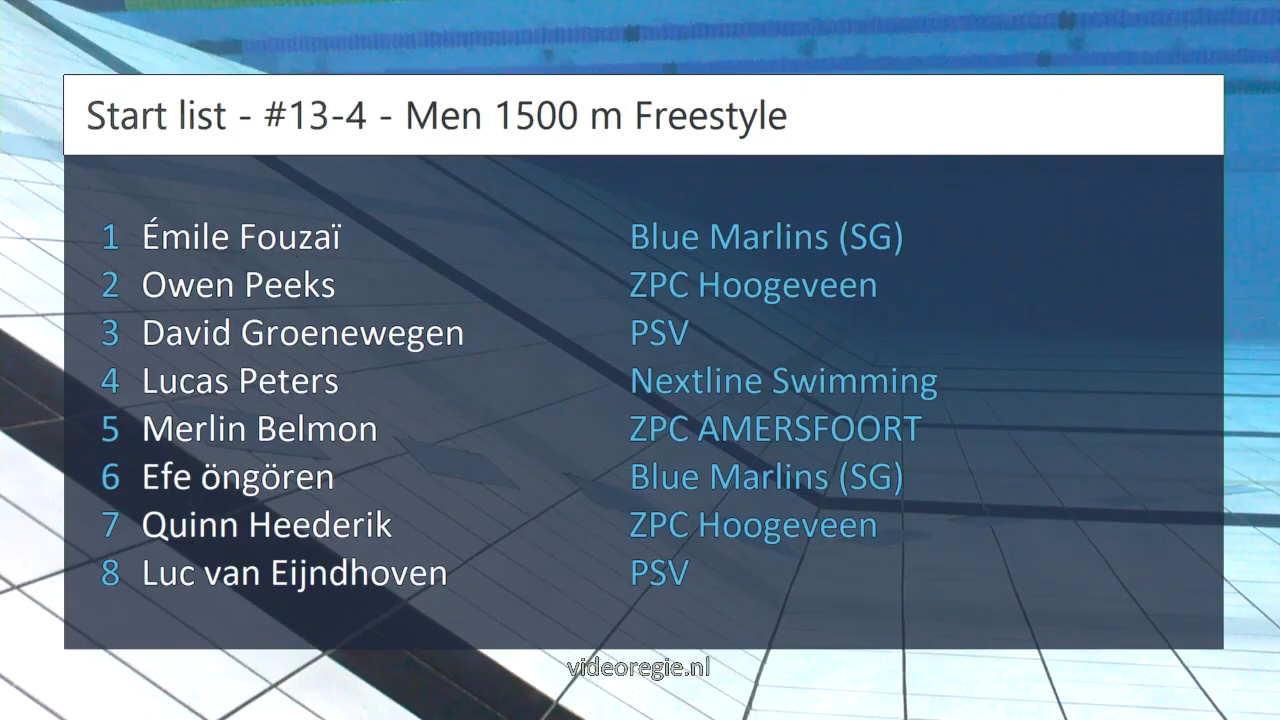 Start list - #13-4 - Men 1500 m Freestyle
1 Émile Fouzaï Blue Marlins (SG)
2 Owen Peeks ZPC Hoogeveen
3 David Groenewegen PSV
4 Lucas Peters Nextline Swimming
5 Merlin Belmon ZPC AMERSFOORT
6 Efe öngören Blue Marlins (SG)
7 Quinn Heederik ZPC Hoogeveen
8 Luc van Eijndhoven PSV
videoregie.nl